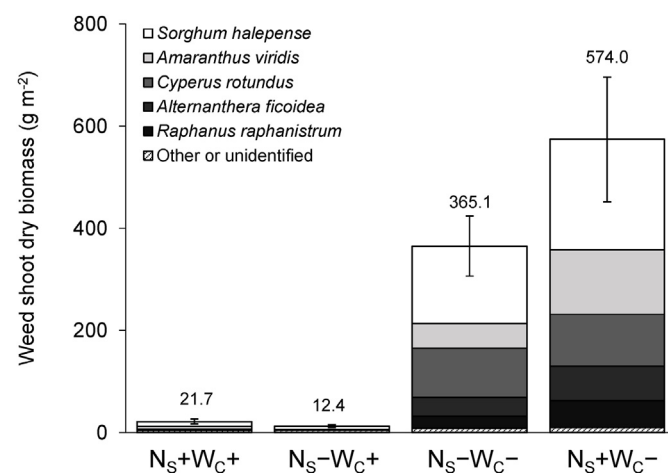 800
600
400
200
0
Weed shoot dry biomass (g m⁻²)
Sorghum halepense
Amaranthus viridis
Cyperus rotundus
Alternanthera ficoidea
Raphanus raphanistrum
Other or unidentified
21.7
12.4
365.1
574.0
NS+WC+
NS−WC+
NS−WC−
NS+WC−